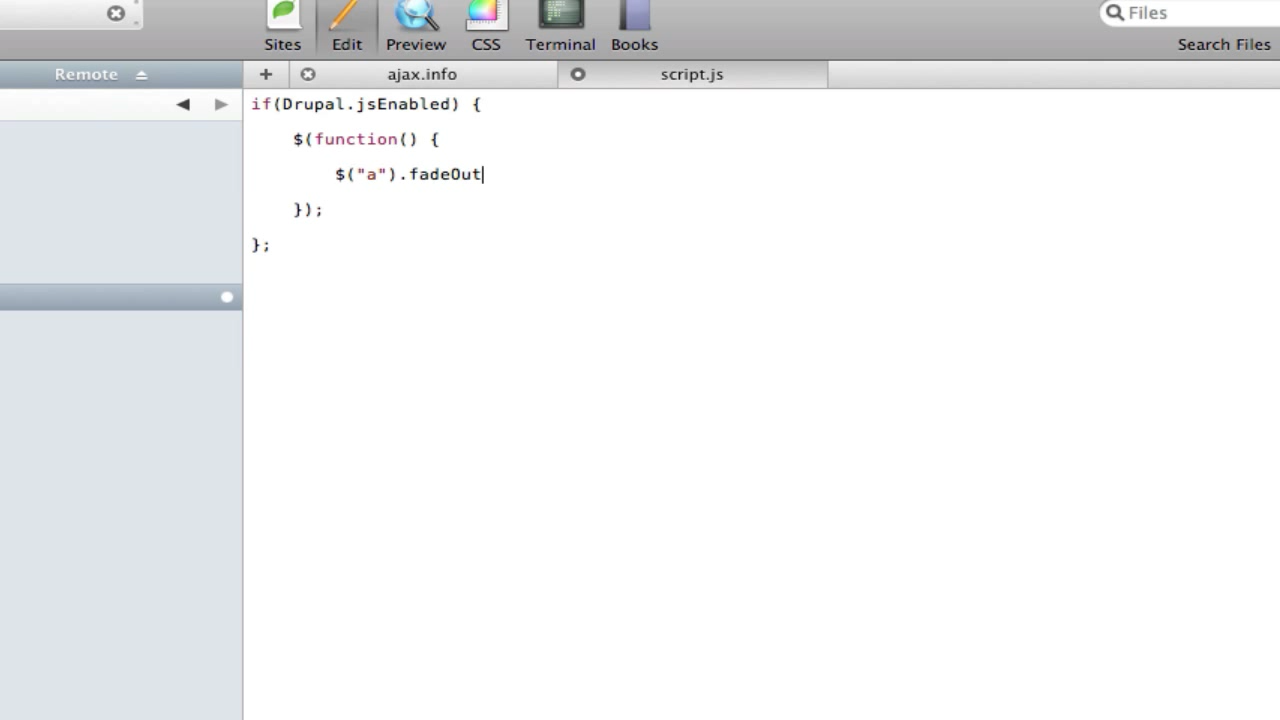 Files
Sites Edit Preview CSS Terminal Books Search Files
Remote
ajax.info script.js
if(Drupal.jsEnabled) {
$(function() {
$("a").fadeOut
});
};